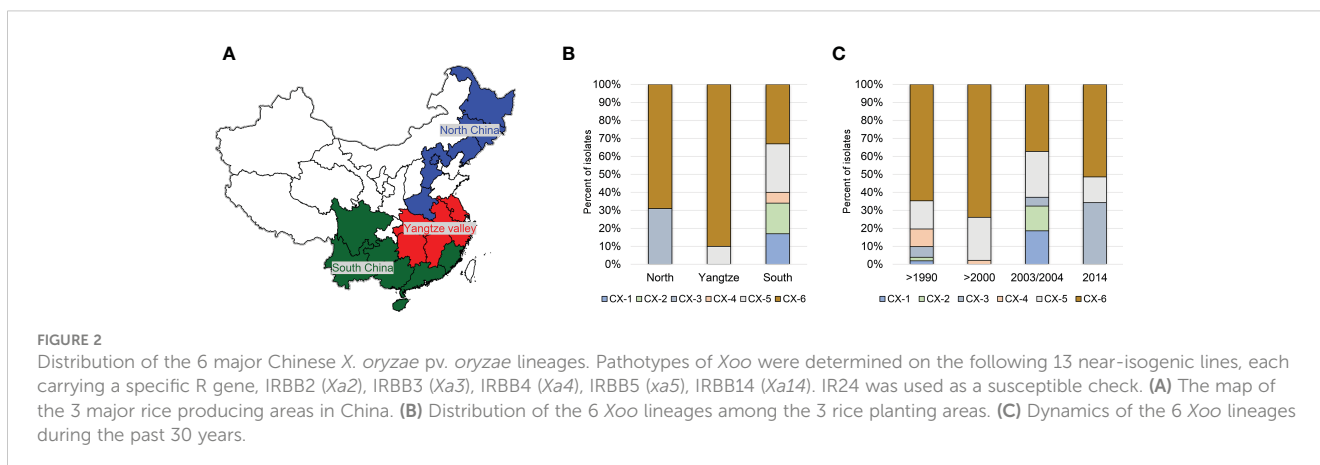 A
North China
Yangtze valley
South China
B
Percent of isolates
100%
90%
80%
70%
60%
50%
40%
30%
20%
10%
0%
North Yangtze South
CX-1 CX-2 CX-3 CX-4 CX-5 CX-6
C
Percent of isolates
100%
90%
80%
70%
60%
50%
40%
30%
20%
10%
0%
>1990 >2000 2003/2004 2014
CX-1 CX-2 CX-3 CX-4 CX-5 CX-6
FIGURE 2
Distribution of the 6 major Chinese X. oryzae pv. oryzae lineages. Pathotypes of Xoo were determined on the following 13 near-isogenic lines, each
carrying a specific R gene, IRBB2 (Xa2), IRBB3 (Xa3), IRBB4 (Xa4), IRBB5 (xa5), IRBB14 (Xa14). IR24 was used as a susceptible check. (A) The map of
the 3 major rice producing areas in China. (B) Distribution of the 6 Xoo lineages among the 3 rice planting areas. (C) Dynamics of the 6 Xoo lineages
during the past 30 years.